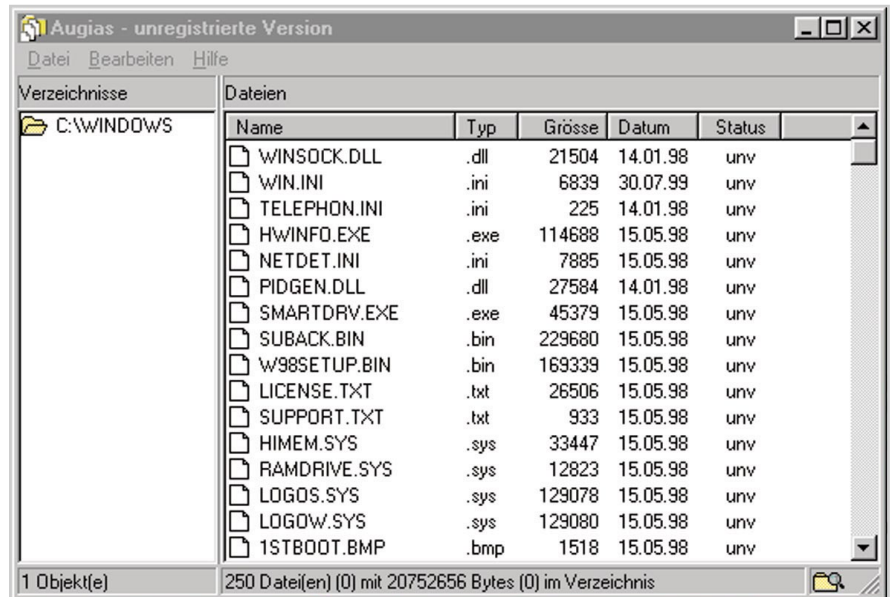 Augias - unregistrierte Version
Datei Bearbeiten Hilfe
Verzeichnisse Dateien
C:\WINDOWS
Name Typ Grösse Datum Status
WINSOCK.DLL .dll 21504 14.01.98 unv
WIN.INI .ini 6839 30.07.99 unv
TELEPHON.INI .ini 225 14.01.98 unv
HWINFO.EXE .exe 114688 15.05.98 unv
NETDET.INI .ini 7885 15.05.98 unv
PIDGEN.DLL .dll 27584 14.01.98 unv
SMARTDRV.EXE .exe 45379 15.05.98 unv
SUBACK.BIN .bin 229680 15.05.98 unv
W98SETUP.BIN .bin 169339 15.05.98 unv
LICENSE.TXT .txt 26506 15.05.98 unv
SUPPORT.TXT .txt 933 15.05.98 unv
HIMEM.SYS .sys 33447 15.05.98 unv
RAMDRIVE.SYS .sys 12823 15.05.98 unv
LOGOS.SYS .sys 129078 15.05.98 unv
LOGOW.SYS .sys 129080 15.05.98 unv
1STBOOT.BMP .bmp 1518 15.05.98 unv
1 Objekt(e) 250 Datei(en) (0) mit 20752656 Bytes (0) im Verzeichnis